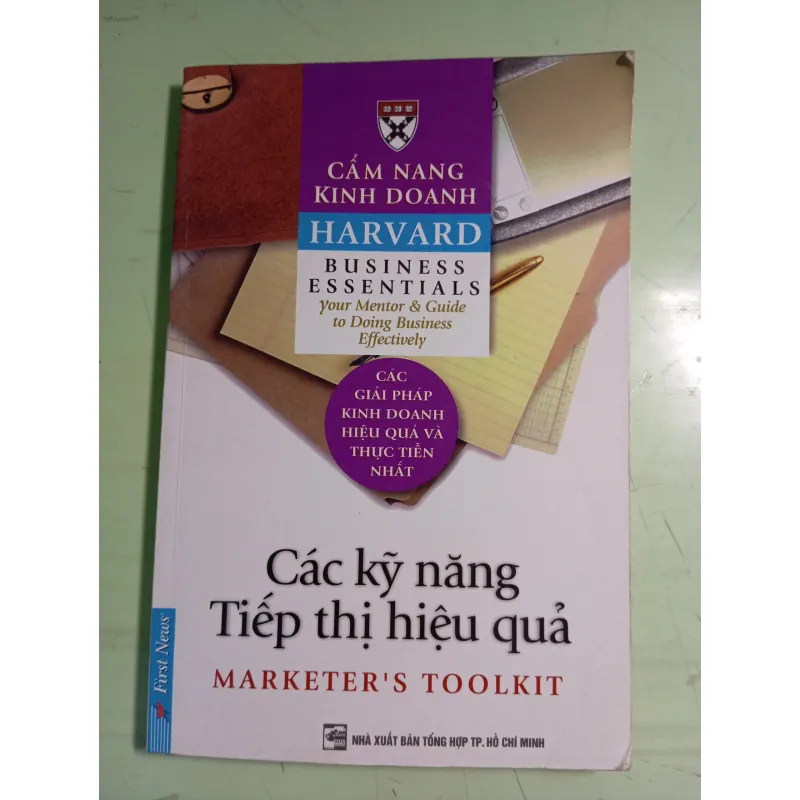 CẨM NANG
KINH DOANH
HARVARD
BUSINESS
ESSENTIALS
your Mentor & Guide
to Doing Business
Effectively
CÁC
GIẢI PHÁP
KINH DOANH
HIỆU QUẢ VÀ
THỰC TIỄN
NHẤT
Các kỹ năng
Tiếp thị hiệu quả
MARKETER'S TOOLKIT
First News
NHÀ XUẤT BẢN TỔNG HỢP TP. HỒ CHÍ MINH